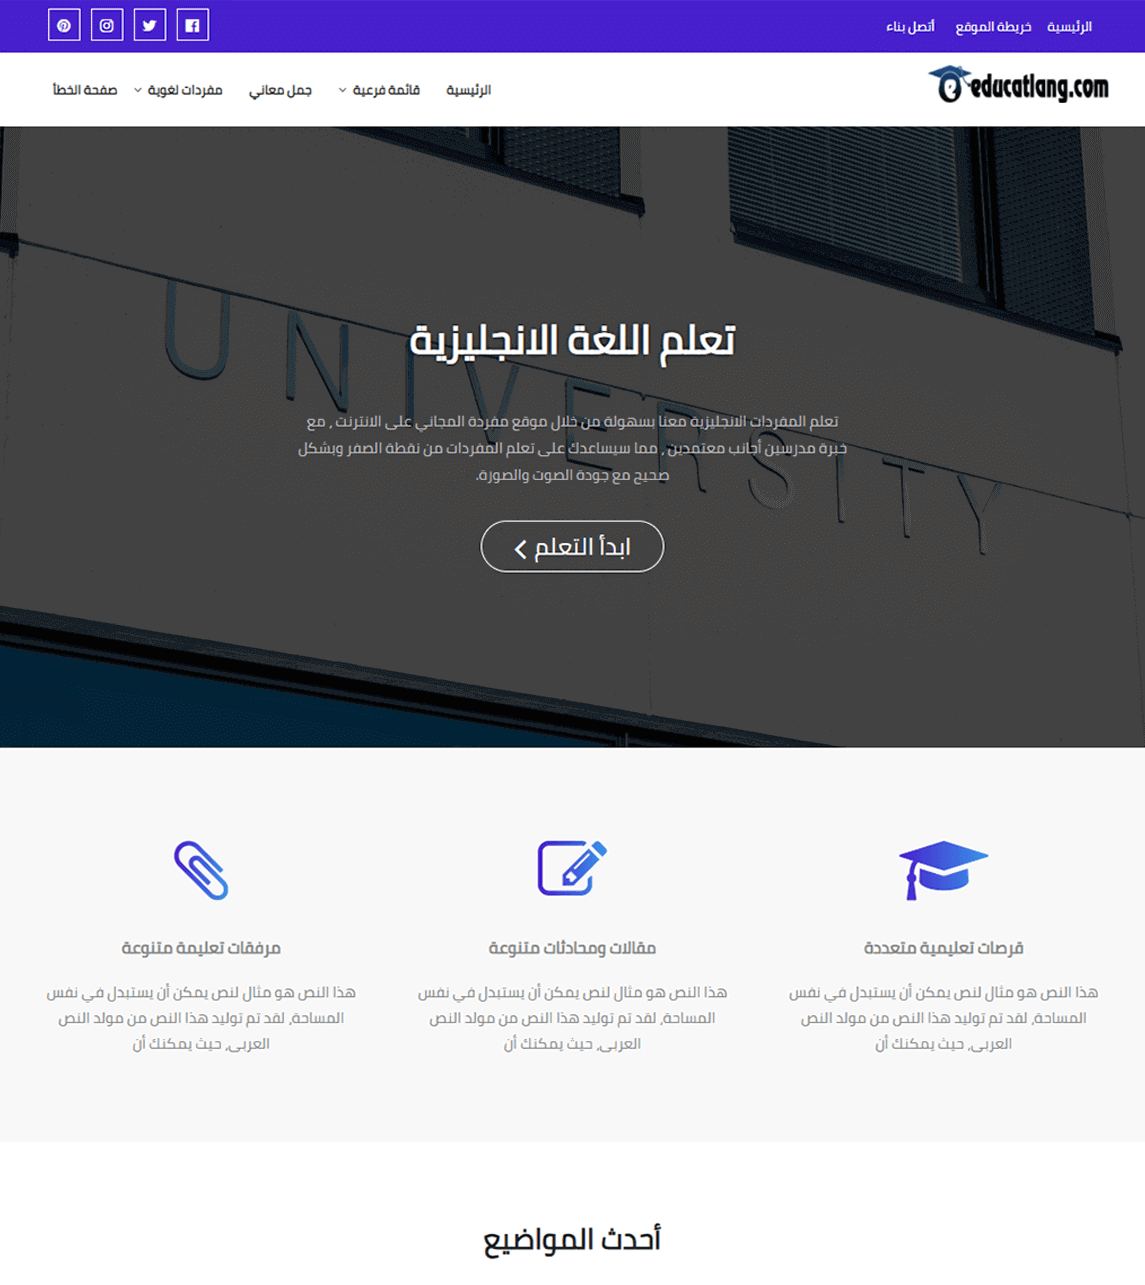 الرئيسية
خريطة الموقع
أتصل بناء
educatlang.com
الرئيسية
قائمة فرعية
جمل معاني
مفردات لغوية
صفحة الخطأ
UNIVERSITY
تعلم اللغة الانجليزية
تعلم المفردات الانجليزية معنا بسهولة من خلال موقع مفردة المجاني على الانترنت , مع
خبرة مدرسين أجانب معتمدين , مما سيساعدك على تعلم المفردات من نقطة الصفر وبشكل
صحيح مع جودة الصوت والصورة.
ابدأ التعلم
قرصات تعليمية متعددة
هذا النص هو مثال لنص يمكن أن يستبدل في نفس
المساحة، لقد تم توليد هذا النص من مولد النص
العربى، حيث يمكنك أن
مقالات ومحادثات متنوعة
هذا النص هو مثال لنص يمكن أن يستبدل في نفس
المساحة، لقد تم توليد هذا النص من مولد النص
العربى، حيث يمكنك أن
مرفقات تعليمة متنوعة
هذا النص هو مثال لنص يمكن أن يستبدل في نفس
المساحة، لقد تم توليد هذا النص من مولد النص
العربى، حيث يمكنك أن
أحدث المواضيع